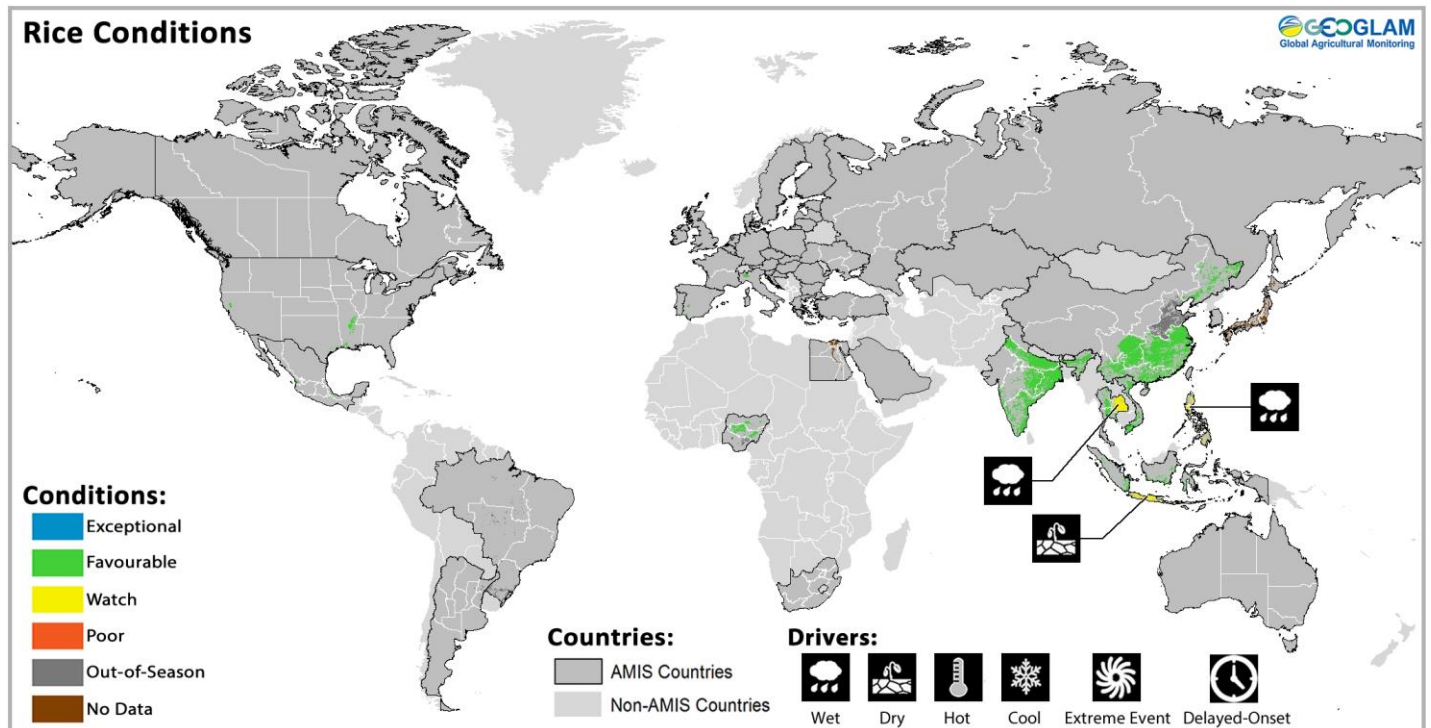 Rice Conditions
GEOGLAM
Global Agricultural Monitoring
Conditions:
Exceptional
Favourable
Watch
Poor
Out-of-Season
No Data
Countries:
AMIS Countries
Non-AMIS Countries
Drivers:
Wet
Dry
Hot
Cool
Extreme Event
Delayed-Onset